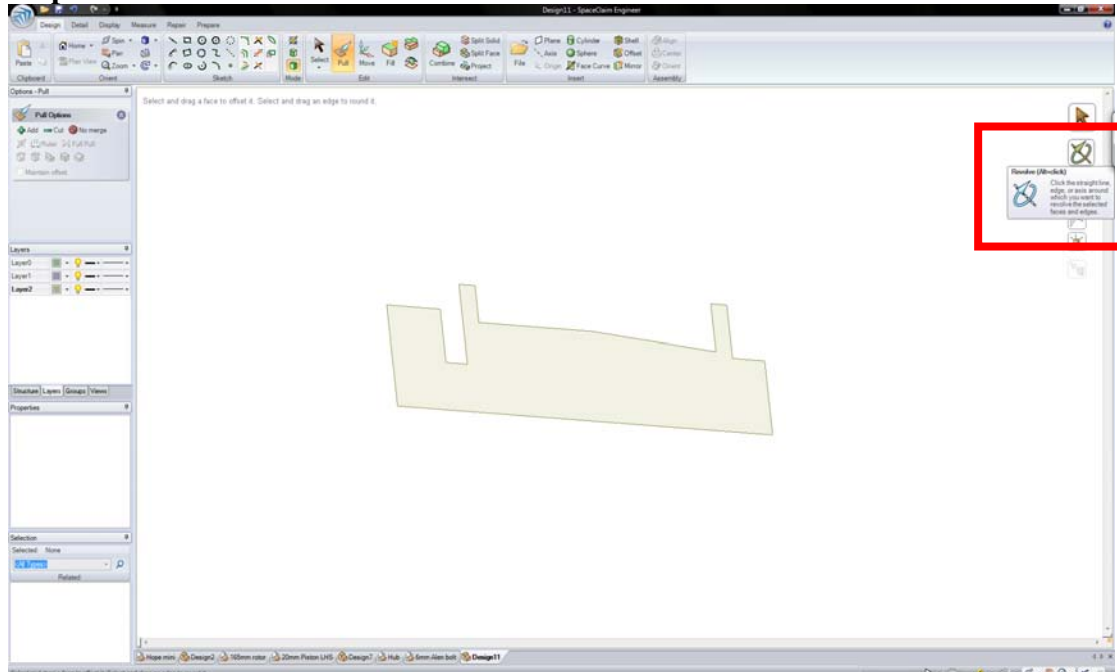 Design11 - SpaceClaim Engineer
Design Detail Display Measure Repair Prepare
Paste
Home
Plan View
Spin
Pan
Zoom
Clipboard
Orient
Sketch
Mode
Select
Pull
Move
Fill
Edit
Combine
Split Solid
Split Face
Project
Intersect
File
Plane
Axis
Origin
Cylinder
Sphere
Face Curve
Shell
Offset
Mirror
Insert
Align
Center
Orient
Assembly
Options - Pull
Pull Options
Add Cut No merge
Ruler Full Pull
Maintain offset
Select and drag a face to offset it. Select and drag an edge to round it.
Revolve (Alt+click)
Click the straight line,
edge, or axis around
which you want to
revolve the selected
faces and edges.
Layers
Layer0
Layer1
Layer2
Structure Layers Groups Views
Properties
Selection
Selected: None
Related
Hope mini Design2 165mm rotor 20mm Piston LHS Design7 Hub 6mm Alen bolt Design11